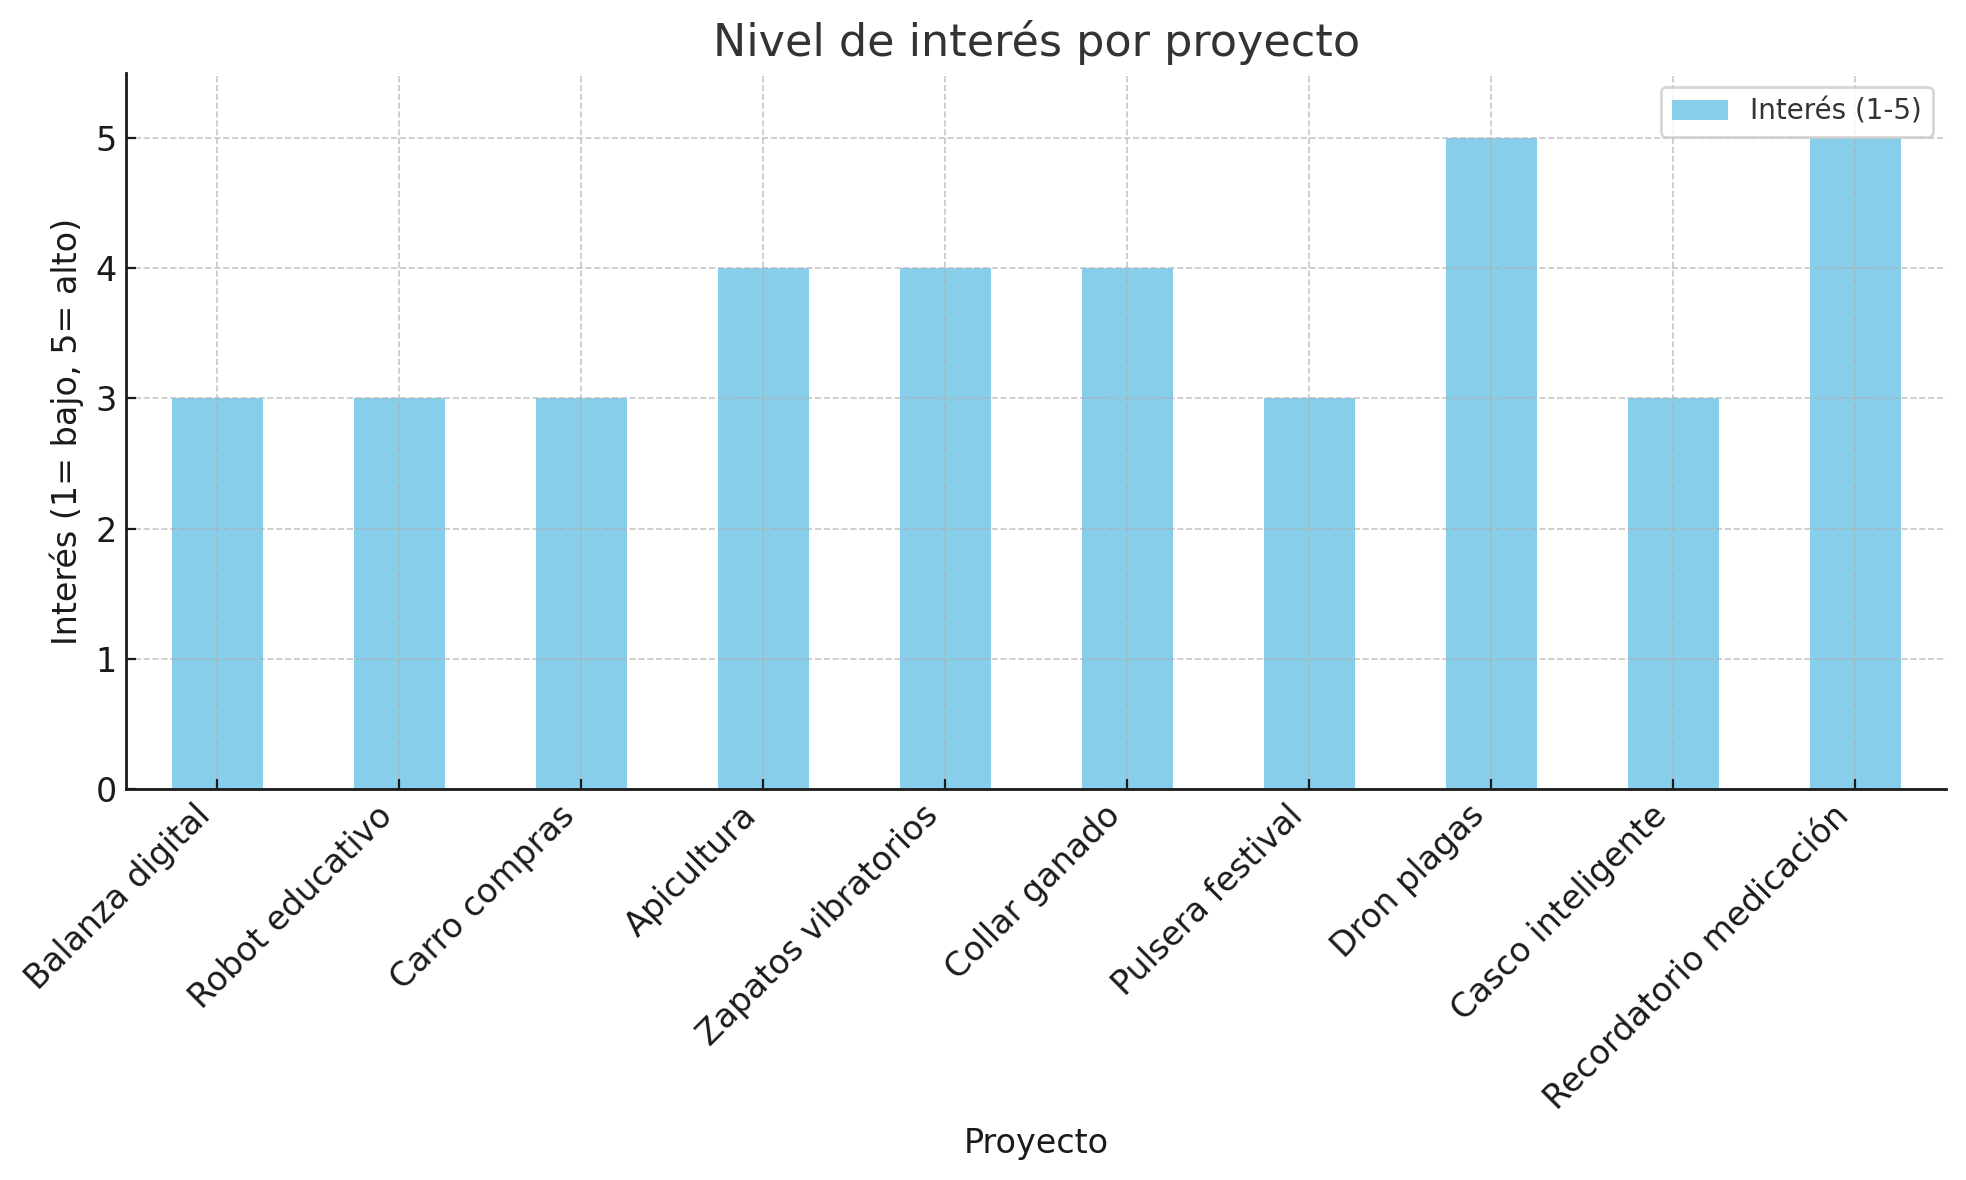 Nivel de interés por proyecto
Interés (1-5)
Interés (1= bajo, 5= alto)
5
4
3
2
1
0
Balanza digital
Robot educativo
Carro compras
Apicultura
Zapatos vibratorios
Collar ganado
Pulsera festival
Dron plagas
Casco inteligente
Recordatorio medicación
Proyecto